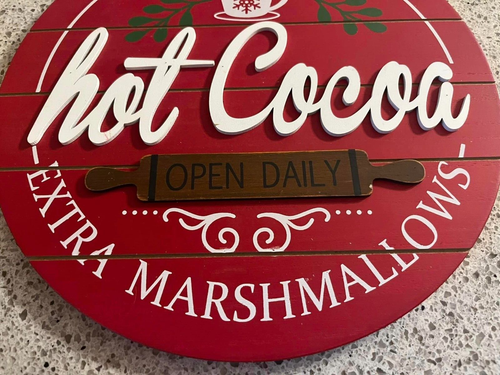 hot Cocoa
OPEN DAILY
EXTRA MARSHMALLOWS